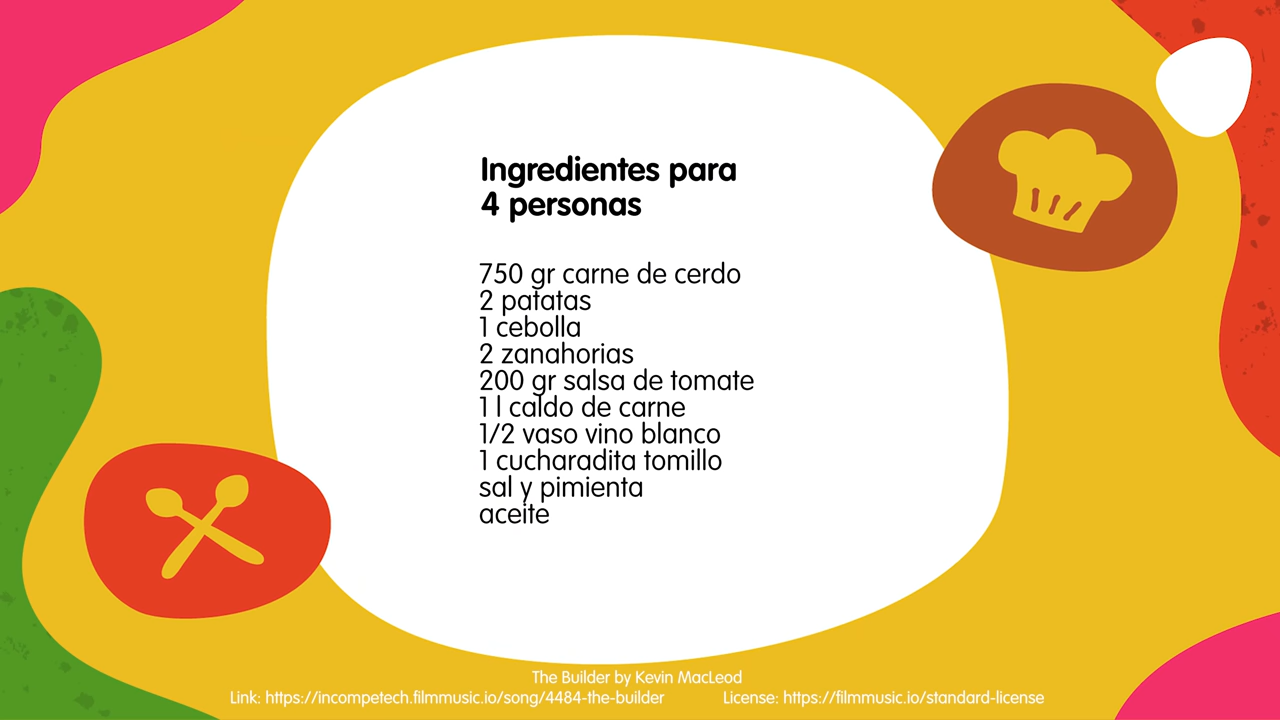 Ingredientes para
4 personas
750 gr carne de cerdo
2 patatas
1 cebolla
2 zanahorias
200 gr salsa de tomate
1 l caldo de carne
1/2 vaso vino blanco
1 cucharadita tomillo
sal y pimienta
aceite
The Builder by Kevin MacLeod
Link: https://incompetech.filmmusic.io/song/4484-the-builder License: https://filmmusic.io/standard-license